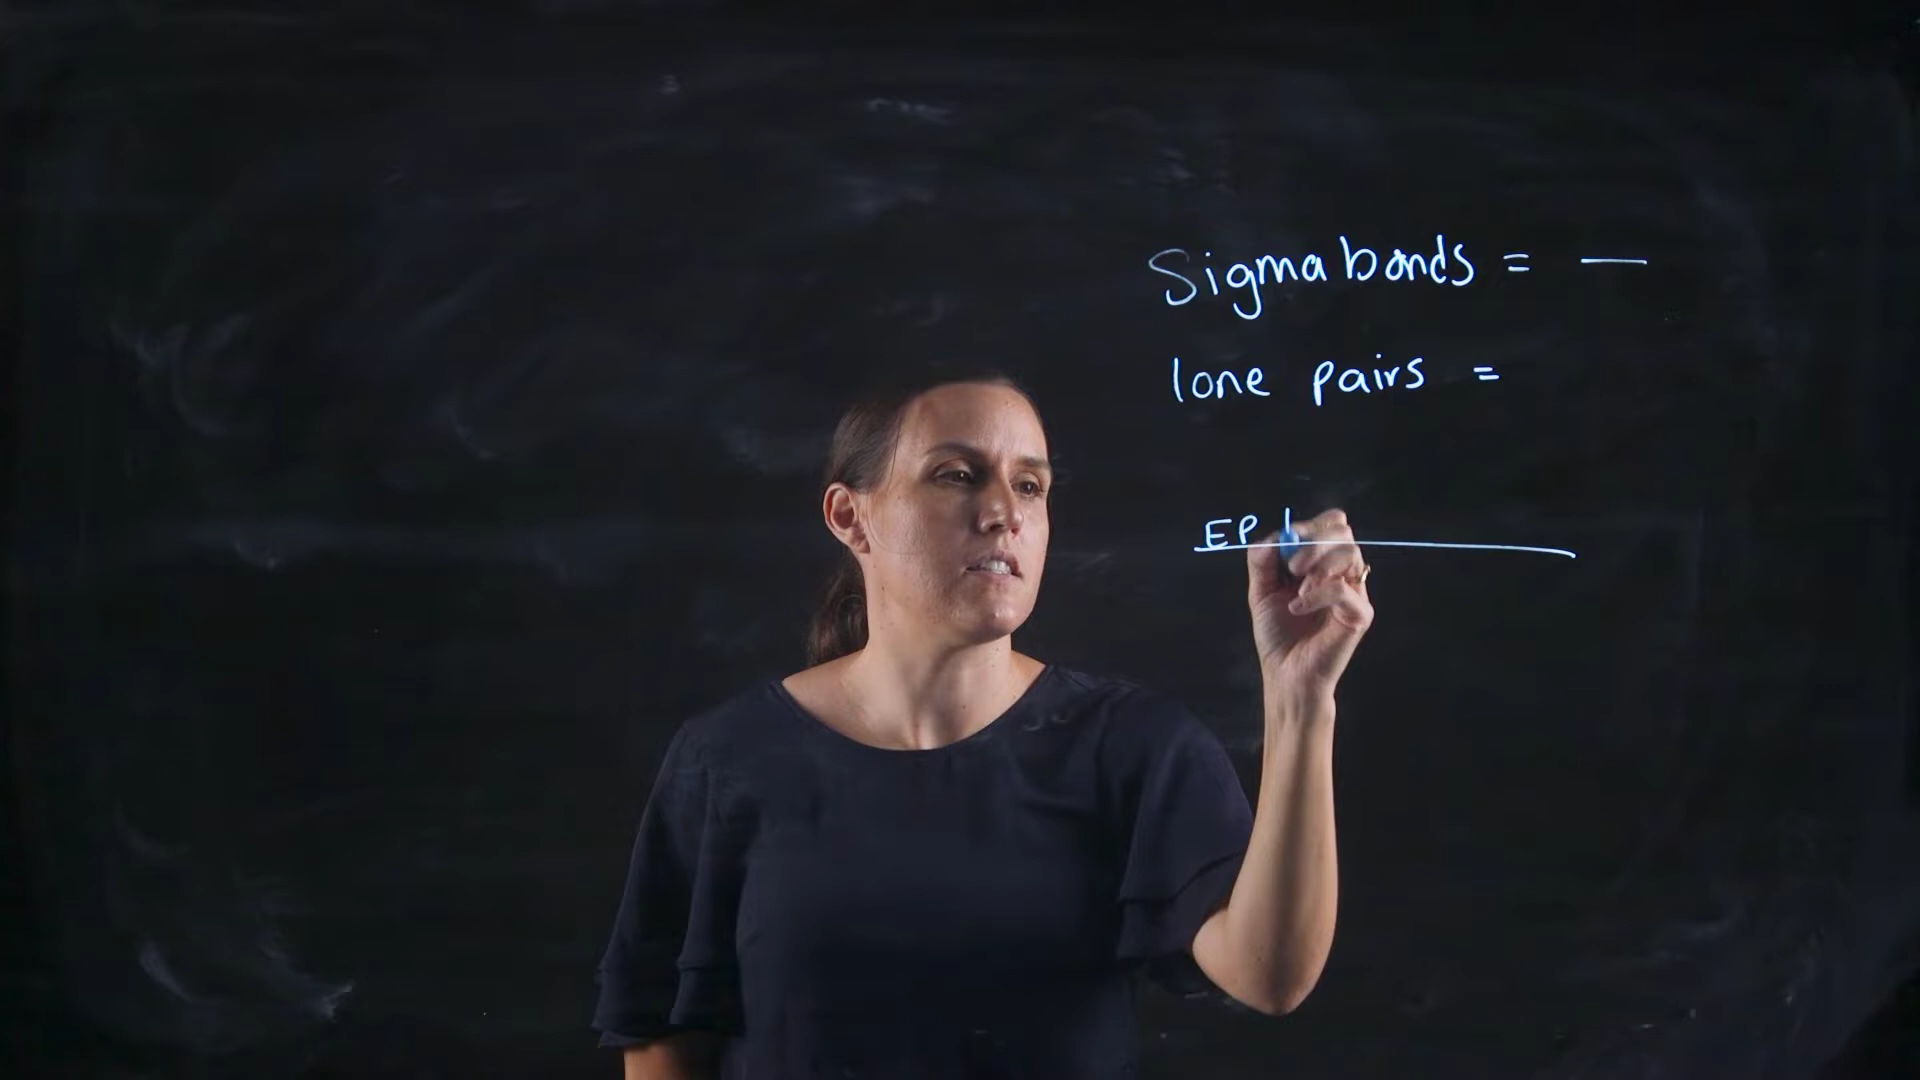 Sigma bonds = —
lone pairs =
EP